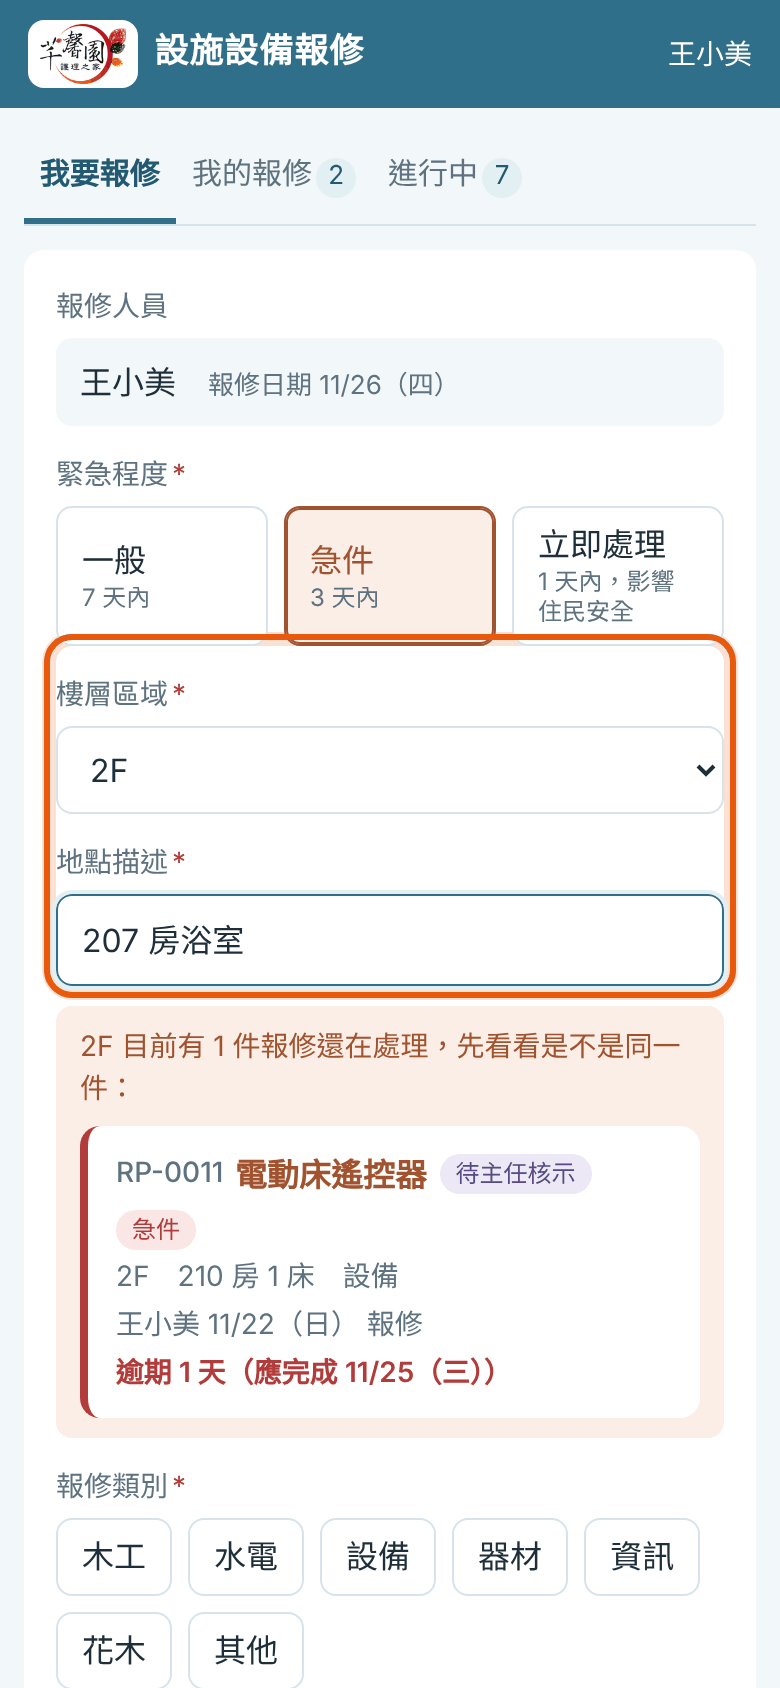 芊馨園
護理之家
設施設備報修
王小美
我要報修
我的報修 2
進行中 7
報修人員
王小美 報修日期 11/26（四）
緊急程度*
一般
7 天內
急件
3 天內
立即處理
1 天內，影響
住民安全
樓層區域*
2F
地點描述*
207 房浴室
2F 目前有 1 件報修還在處理，先看看是不是同一
件：
RP-0011 電動床遙控器 待主任核示
急件
2F 210 房 1 床 設備
王小美 11/22（日） 報修
逾期 1 天（應完成 11/25（三））
報修類別*
木工 水電 設備 器材 資訊
花木 其他